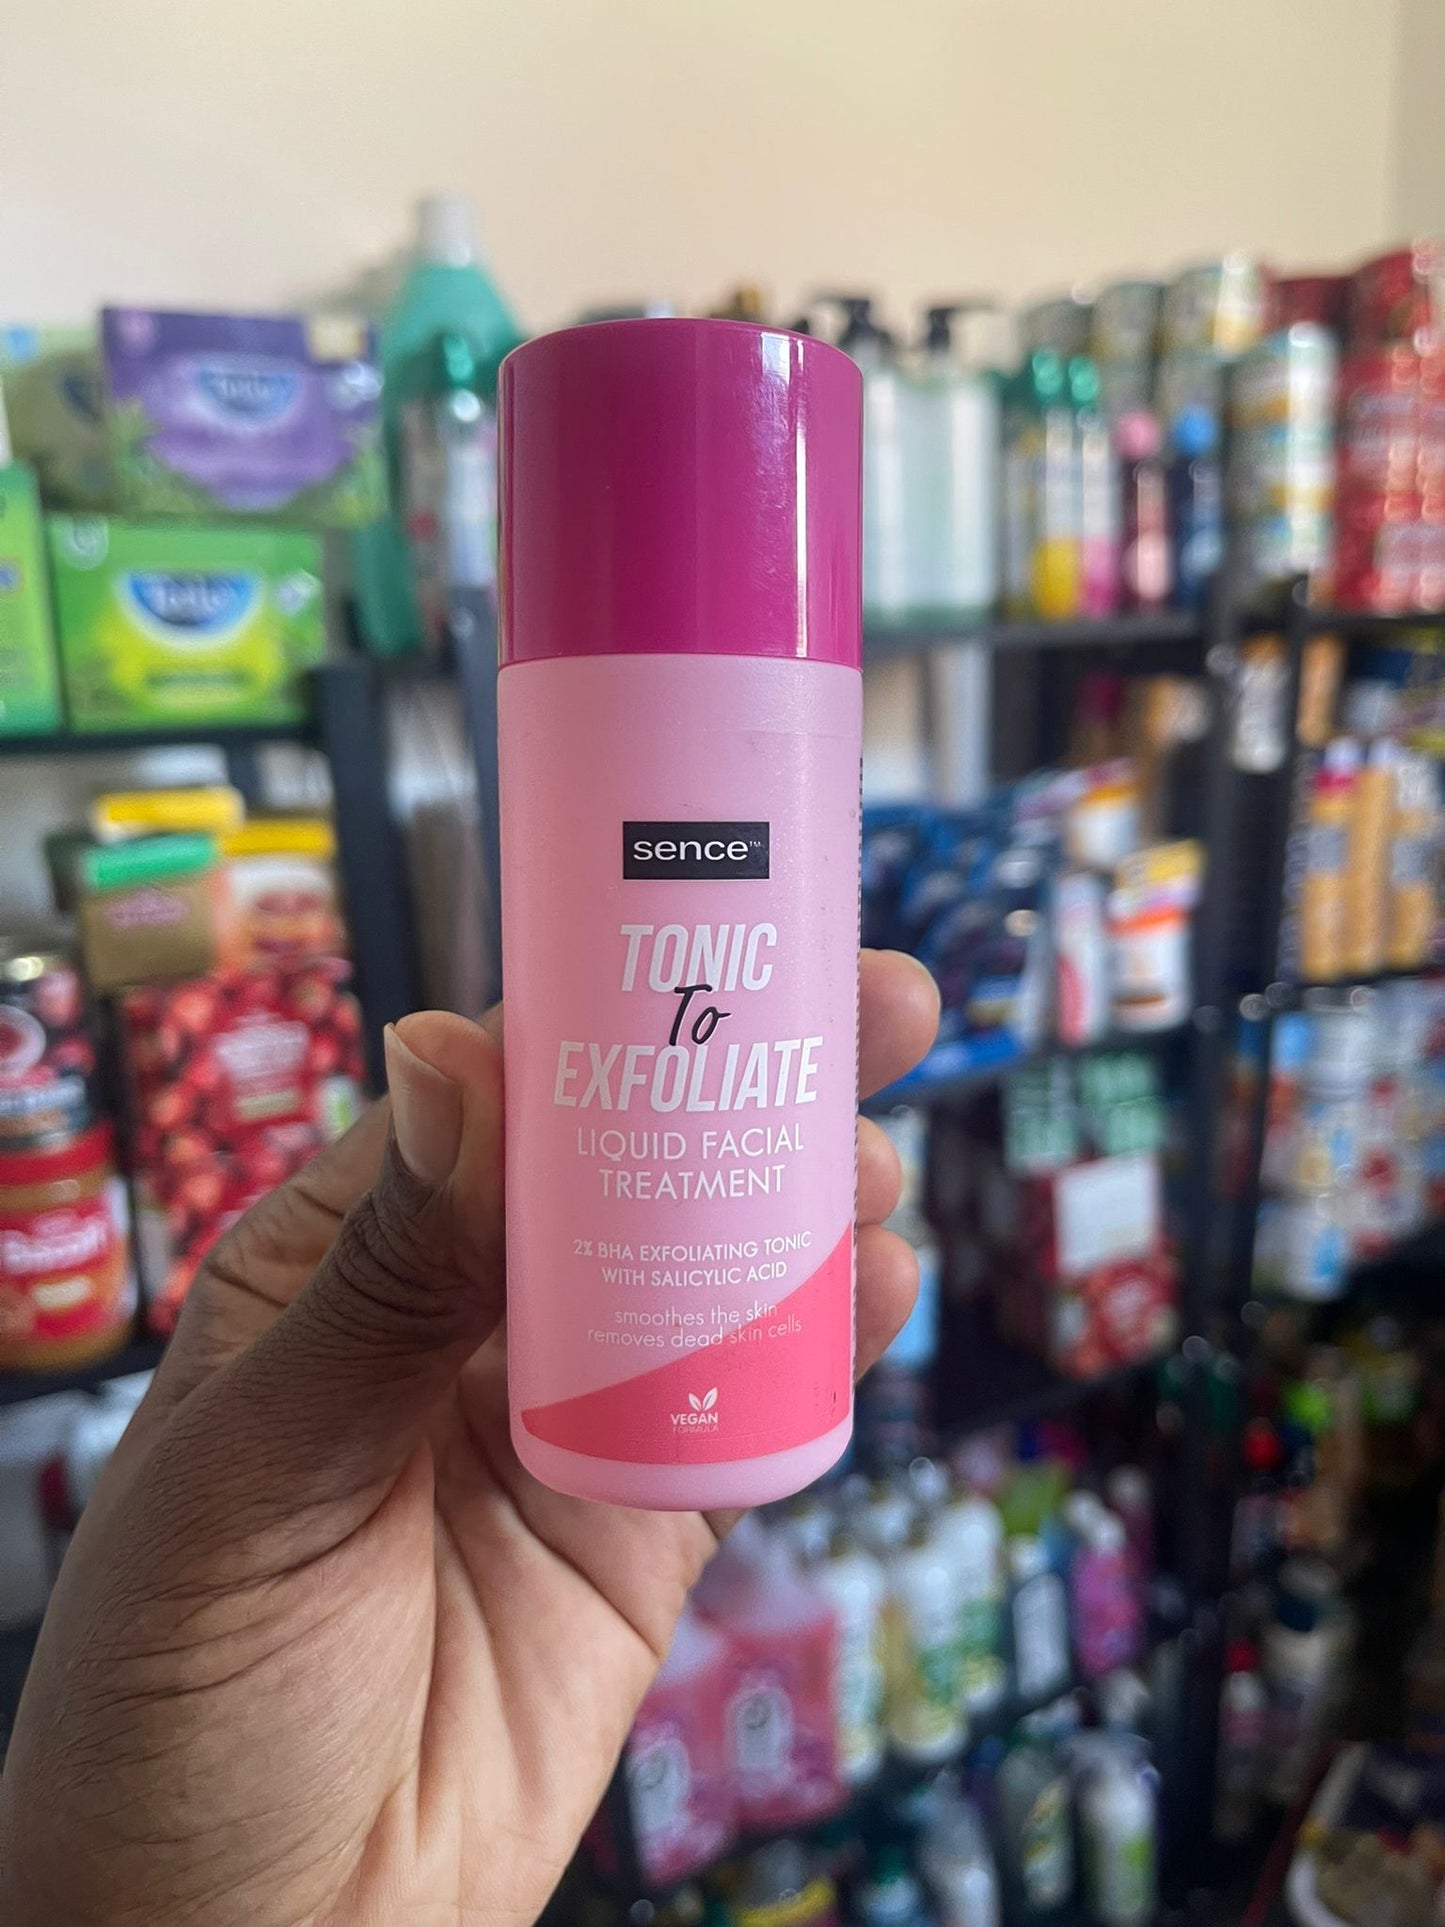 sence™
TONIC
To
EXFOLIATE
LIQUID FACIAL
TREATMENT
2% BHA EXFOLIATING TONIC
WITH SALICYLIC ACID
smoothes the skin
removes dead skin cells
VEGAN
FORMULA